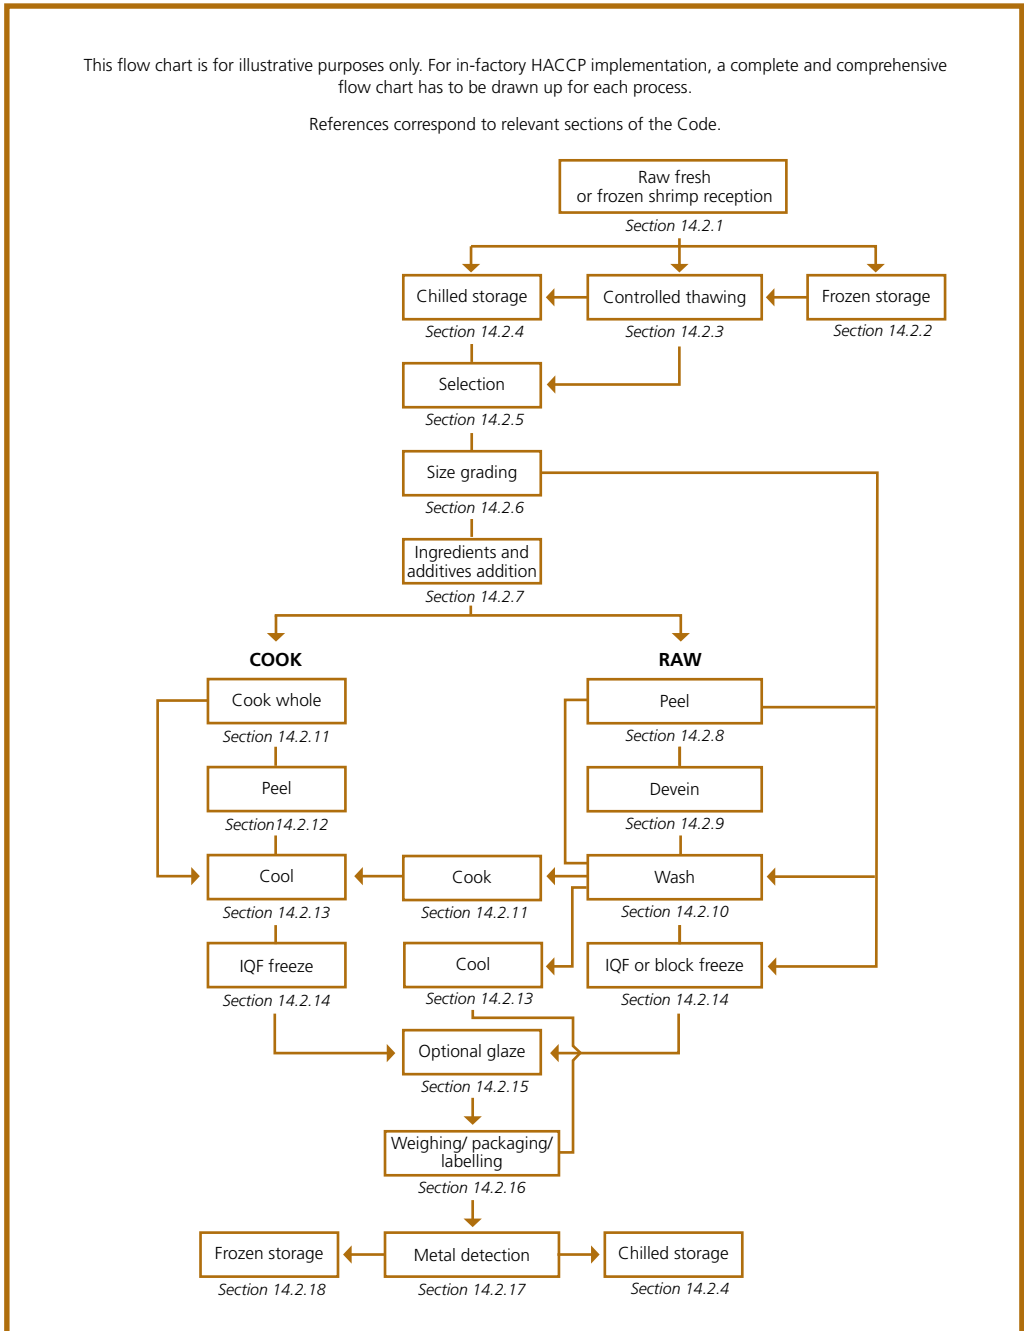 This flow chart is for illustrative purposes only. For in-factory HACCP implementation, a complete and comprehensive
flow chart has to be drawn up for each process.
References correspond to relevant sections of the Code.
Raw fresh
or frozen shrimp reception
Section 14.2.1
Chilled storage
Section 14.2.4
Controlled thawing
Section 14.2.3
Frozen storage
Section 14.2.2
Selection
Section 14.2.5
Size grading
Section 14.2.6
Ingredients and
additives addition
Section 14.2.7
COOK
RAW
Cook whole
Section 14.2.11
Peel
Section 14.2.8
Peel
Section14.2.12
Devein
Section 14.2.9
Cool
Section 14.2.13
Cook
Section 14.2.11
Wash
Section 14.2.10
IQF freeze
Section 14.2.14
Cool
Section 14.2.13
IQF or block freeze
Section 14.2.14
Optional glaze
Section 14.2.15
Weighing/ packaging/
labelling
Section 14.2.16
Frozen storage
Section 14.2.18
Metal detection
Section 14.2.17
Chilled storage
Section 14.2.4